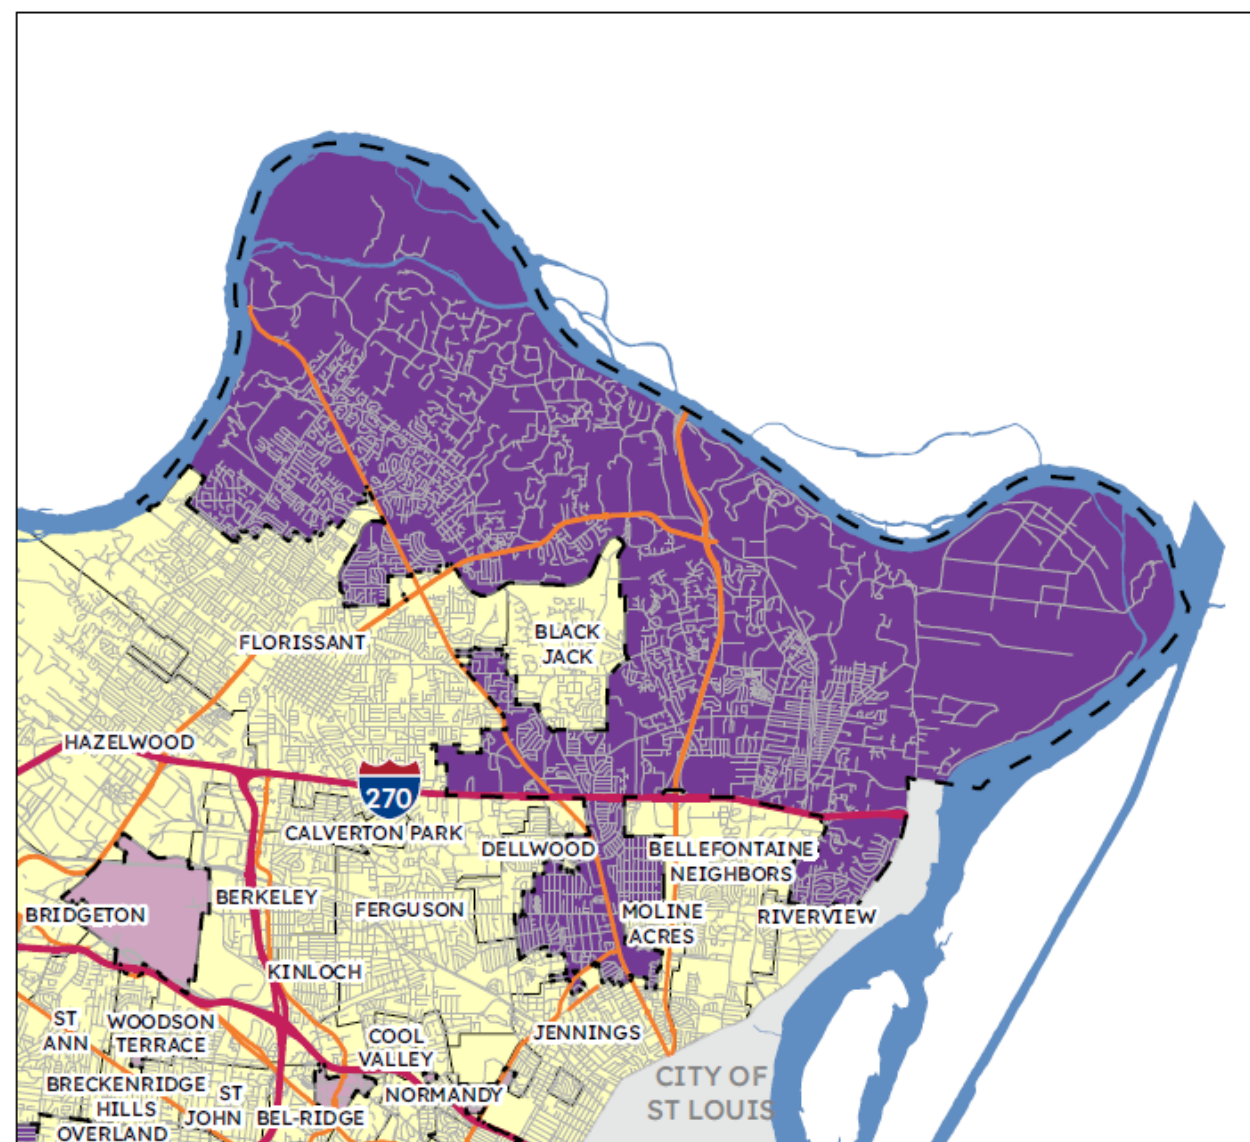 BLACK
JACK
FLORISSANT
HAZELWOOD
270
CALVERTON PARK
DELLWOOD
BELLEFONTAINE
NEIGHBORS
BERKELEY
FERGUSON
BRIDGETON
MOLINE
ACRES
RIVERVIEW
KINLOCH
ST
ANN
WOODSON
TERRACE
COOL
VALLEY
JENNINGS
BRECKENRIDGE
HILLS
ST
JOHN
BEL-RIDGE
NORMANDY
CITY OF
ST LOUIS
OVERLAND